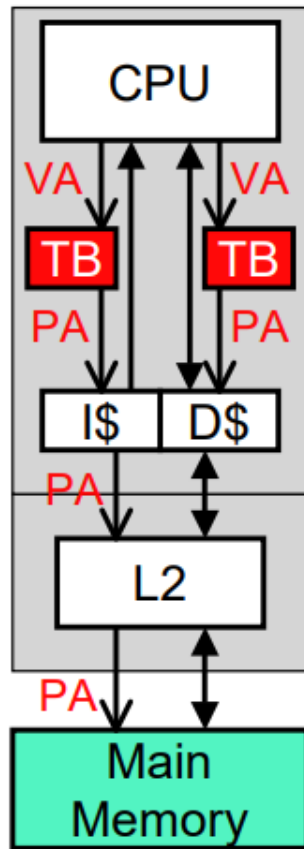 CPU
VA VA
TB TB
PA PA
I$ D$
PA
L2
PA
Main
Memory